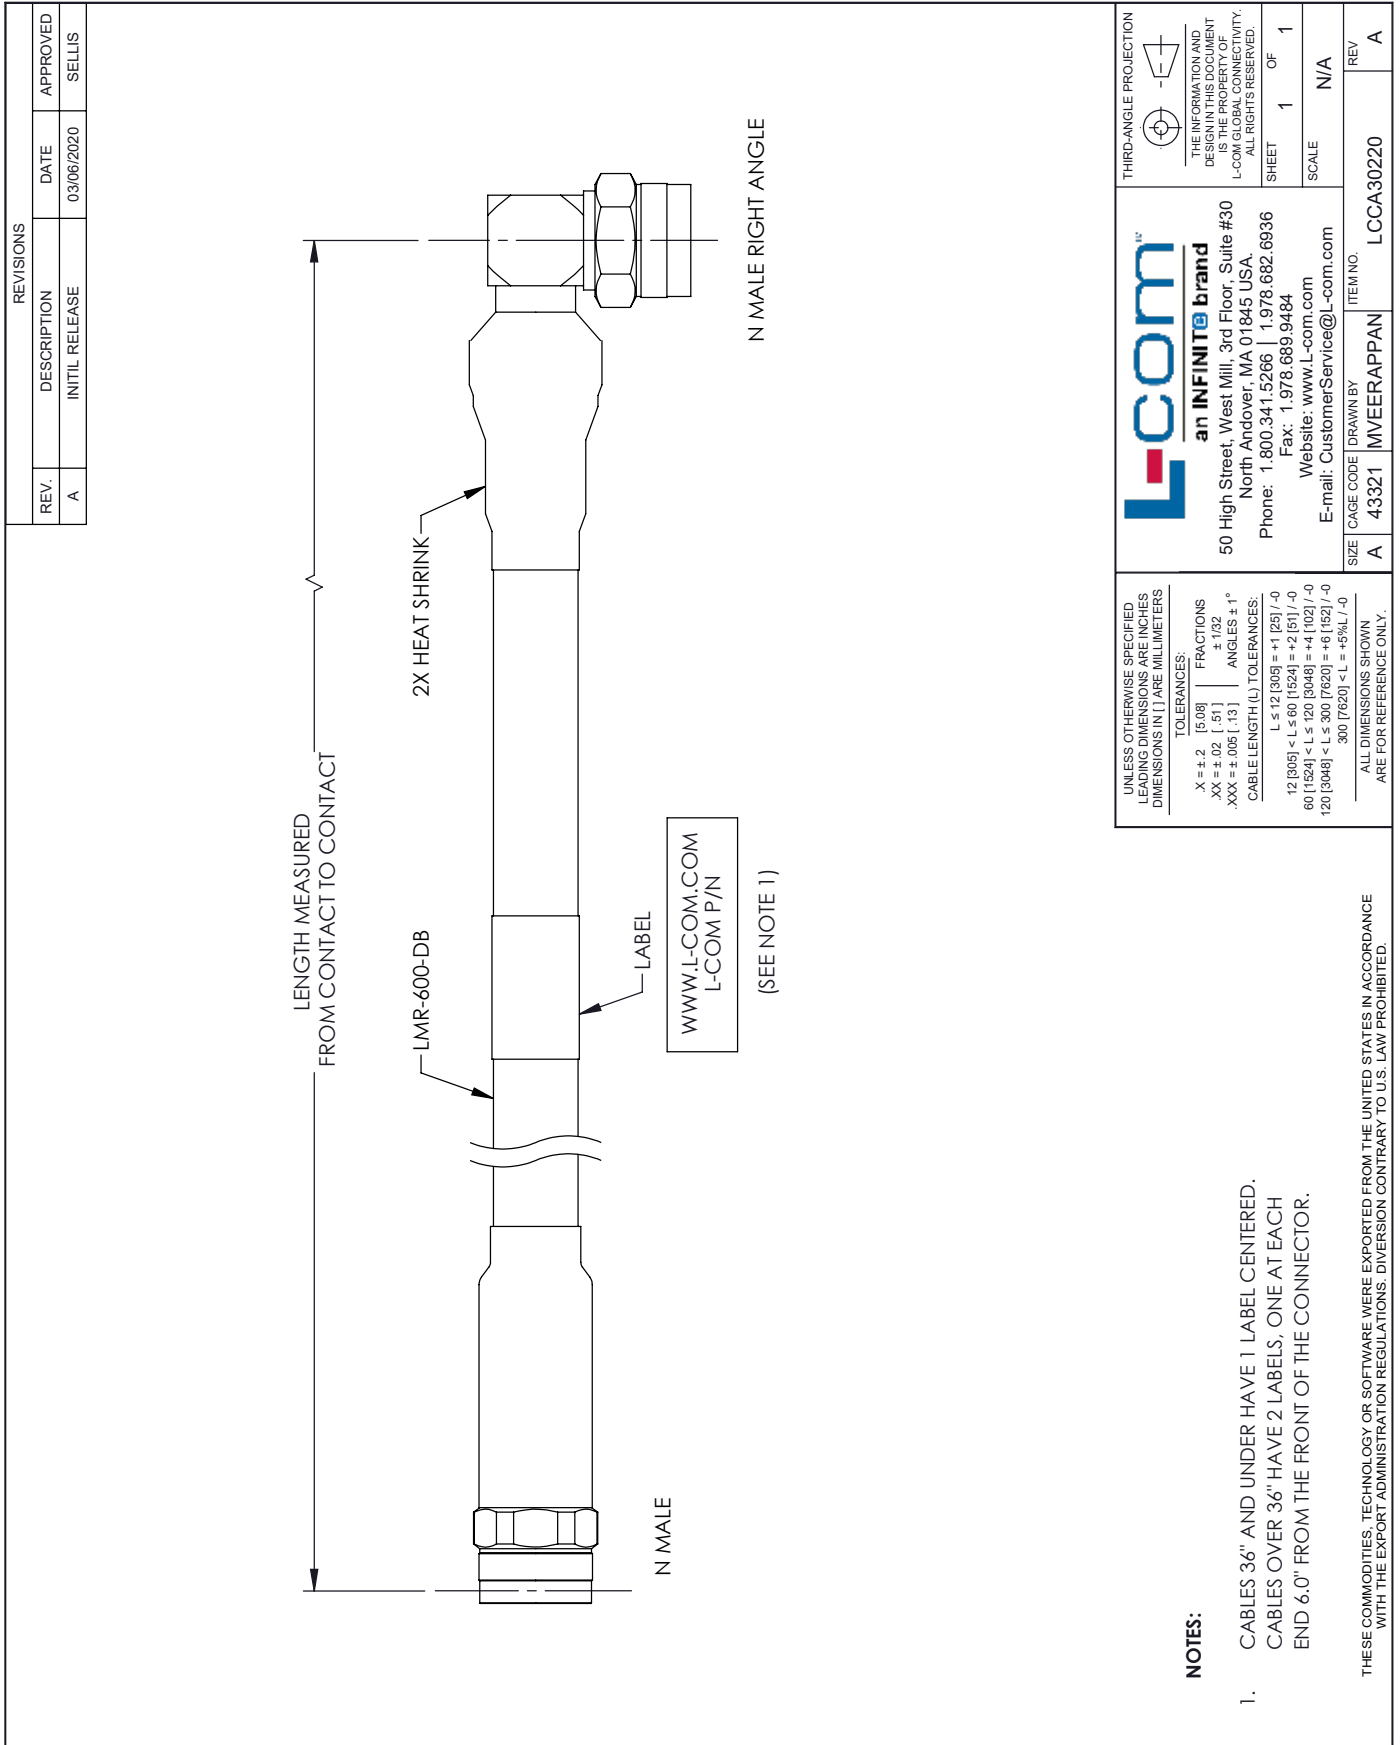 REVISIONS
REV. DESCRIPTION DATE APPROVED
A INITIL RELEASE 03/06/2020 SELLIS
LENGTH MEASURED
FROM CONTACT TO CONTACT
LMR-600-DB
2X HEAT SHRINK
LABEL
WWW.L-COM.COM
L-COM P/N
(SEE NOTE 1)
N MALE
N MALE RIGHT ANGLE
NOTES:
1. CABLES 36" AND UNDER HAVE 1 LABEL CENTERED.
CABLES OVER 36" HAVE 2 LABELS, ONE AT EACH
END 6.0" FROM THE FRONT OF THE CONNECTOR.
THESE COMMODITIES, TECHNOLOGY OR SOFTWARE WERE EXPORTED FROM THE UNITED STATES IN ACCORDANCE
WITH THE EXPORT ADMINISTRATION REGULATIONS. DIVERSION CONTRARY TO U.S. LAW PROHIBITED.
UNLESS OTHERWISE SPECIFIED
LEADING DIMENSIONS ARE INCHES
DIMENSIONS IN [ ] ARE MILLIMETERS
TOLERANCES:
.X = ± .2 [5.08] FRACTIONS
.XX = ± .02 [ .51 ] ± 1/32
.XXX = ± .005 [ .13 ] ANGLES ± 1°
CABLE LENGTH (L) TOLERANCES:
L ≤ 12 [305] = +1 [25] / -0
12 [305] < L ≤ 60 [1524] = +2 [51] / -0
60 [1524] < L ≤ 120 [3048] = +4 [102] / -0
120 [3048] < L ≤ 300 [7620] = +6 [152] / -0
300 [7620] < L = +5%L / -0
ALL DIMENSIONS SHOWN
ARE FOR REFERENCE ONLY.
L-com
an INFINITe brand
50 High Street, West Mill, 3rd Floor, Suite #30
North Andover, MA 01845 USA.
Phone: 1.800.341.5266 | 1.978.682.6936
Fax: 1.978.689.9484
Website: www.L-com.com
E-mail: CustomerService@L-com.com
THIRD-ANGLE PROJECTION
THE INFORMATION AND
DESIGN IN THIS DOCUMENT
IS THE PROPERTY OF
L-COM GLOBAL CONNECTIVITY.
ALL RIGHTS RESERVED.
SHEET 1 OF 1
SCALE N/A
SIZE A
CAGE CODE 43321
DRAWN BY MVEERAPPAN
ITEM NO. LCCA30220
REV A